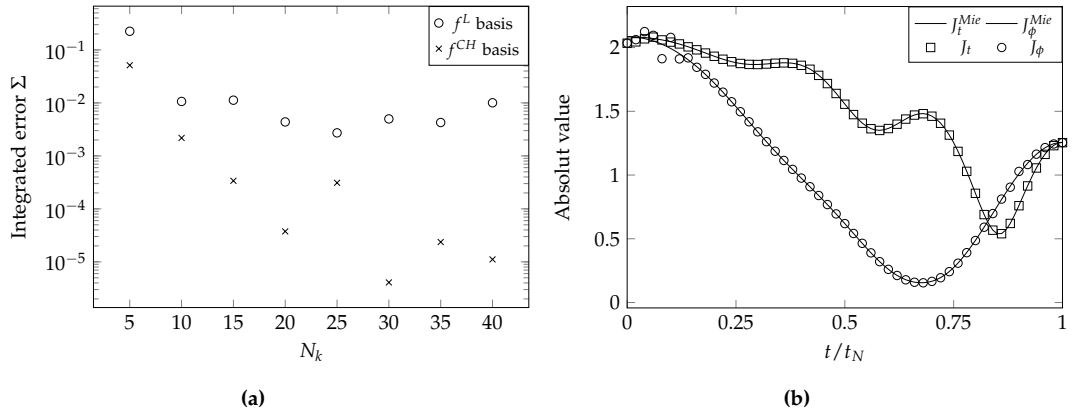 10⁻¹
10⁻²
10⁻³
10⁻⁴
10⁻⁵
Integrated error Σ
5 10 15 20 25 30 35 40
N_k
f^L basis
f^{CH} basis
(a)
2
1.5
1
0.5
0
Absolut value
0 0.25 0.5 0.75 1
t/t_N
J_t^{Mie} J_ϕ^{Mie}
J_t J_ϕ
(b)